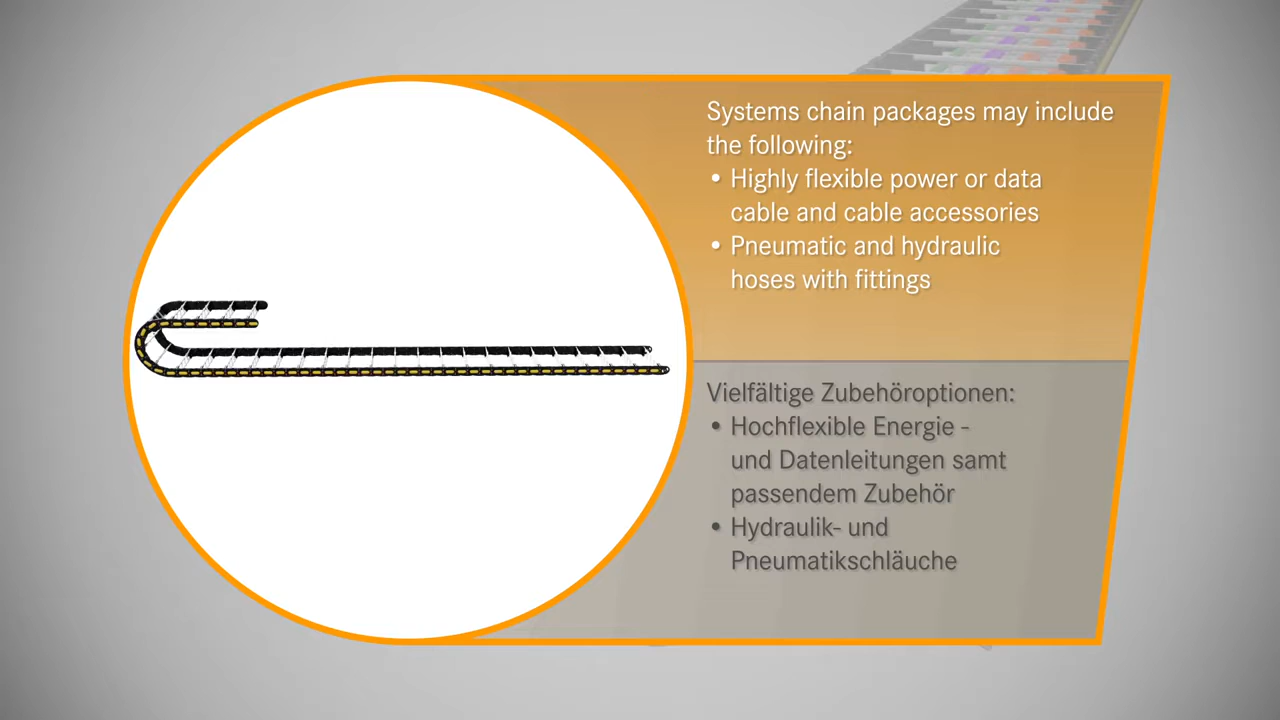 Systems chain packages may include
the following:
• Highly flexible power or data
cable and cable accessories
• Pneumatic and hydraulic
hoses with fittings
Vielfältige Zubehöroptionen:
• Hochflexible Energie -
und Datenleitungen samt
passendem Zubehör
• Hydraulik- und
Pneumatikschläuche